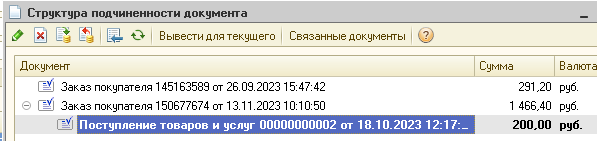 Структура подчиненности документа
Вывести для текущего Связанные документы ?
Документ Сумма Валюта
Заказ покупателя 145163589 от 26.09.2023 15:47:42 291,20 руб.
Заказ покупателя 150677674 от 13.11.2023 10:10:50 1 466,40 руб.
Поступление товаров и услуг 00000000002 от 18.10.2023 12:17:... 200,00 руб.